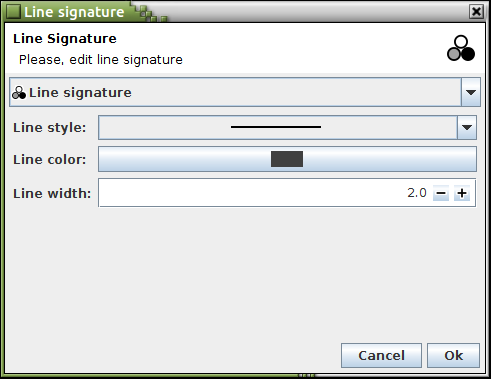 Line signature
Line Signature
Please, edit line signature
Line signature
Line style:
Line color:
Line width: 2.0
Cancel Ok